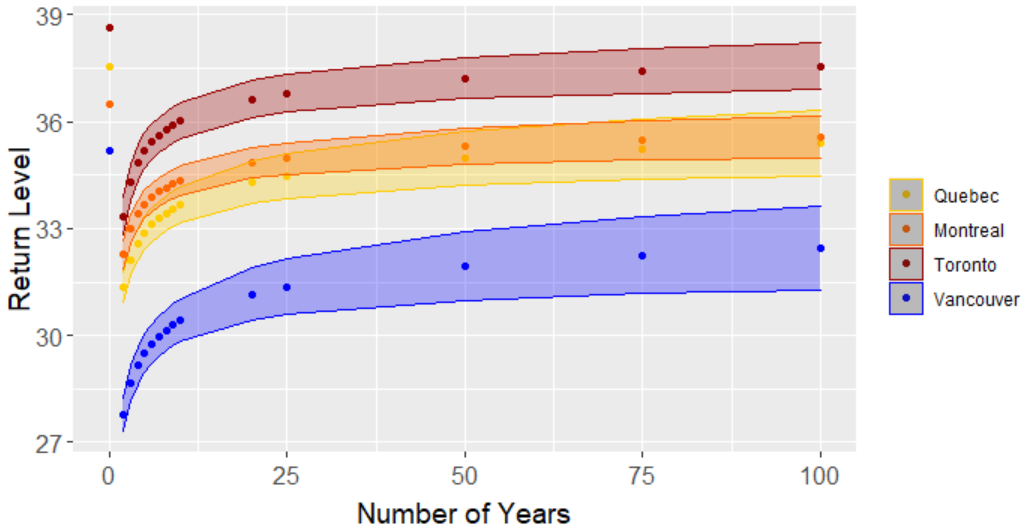 39
36
33
30
27
Return Level
0 25 50 75 100
Number of Years
Quebec
Montreal
Toronto
Vancouver